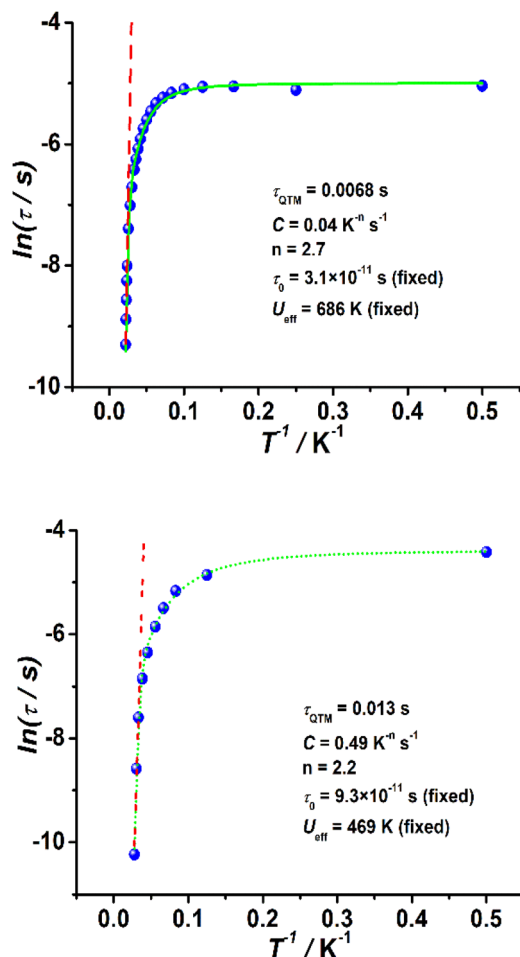 -4
-6
-8
-10
ln(τ / s)
τQTM = 0.0068 s
C = 0.04 K⁻ⁿ s⁻¹
n = 2.7
τ₀ = 3.1×10⁻¹¹ s (fixed)
Ueff = 686 K (fixed)
0.0 0.1 0.2 0.3 0.4 0.5
T⁻¹ / K⁻¹
-4
-6
-8
-10
ln(τ / s)
τQTM = 0.013 s
C = 0.49 K⁻ⁿ s⁻¹
n = 2.2
τ₀ = 9.3×10⁻¹¹ s (fixed)
Ueff = 469 K (fixed)
0.0 0.1 0.2 0.3 0.4 0.5
T⁻¹ / K⁻¹